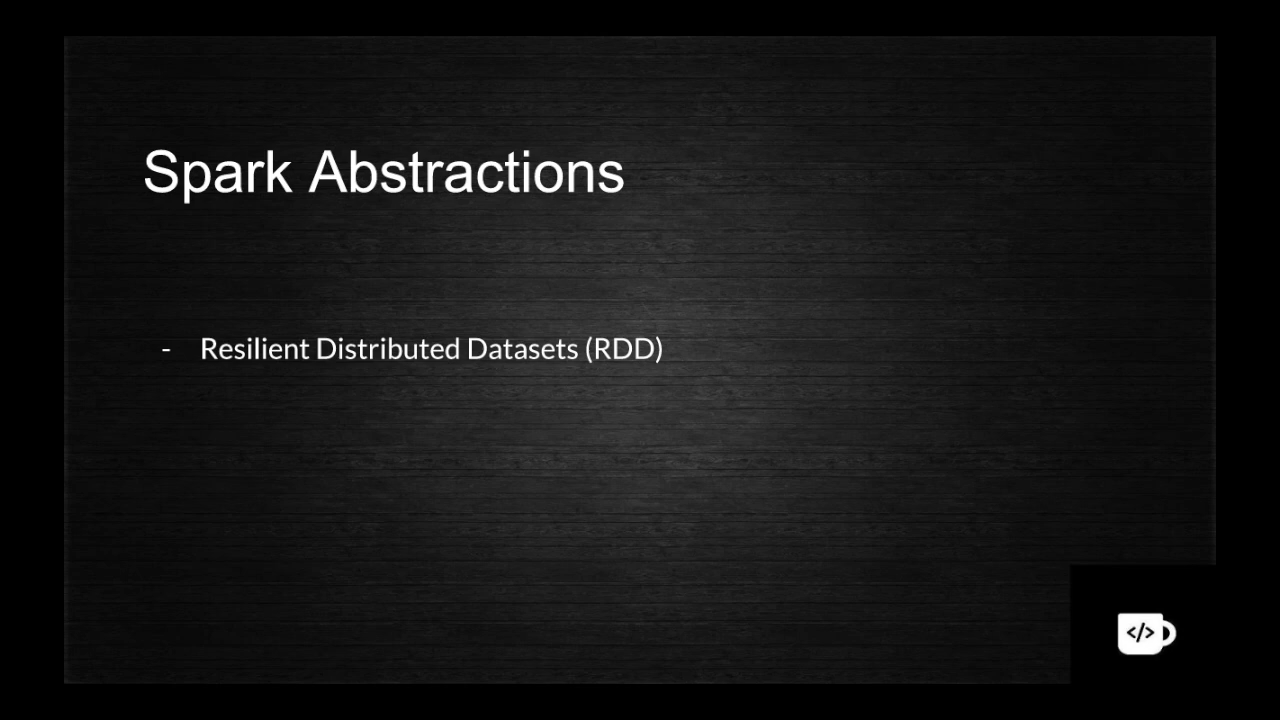 Spark Abstractions
- Resilient Distributed Datasets (RDD)
</>